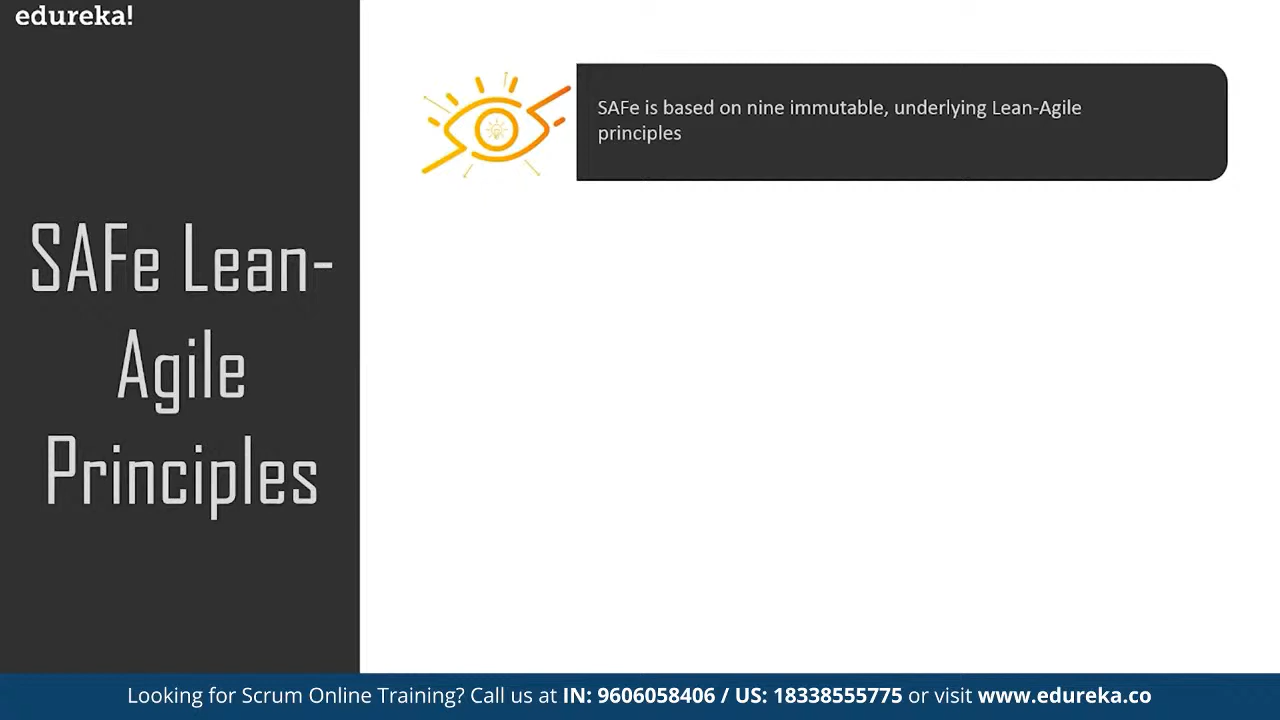 edureka!
SAFe Lean-
Agile
Principles
SAFe is based on nine immutable, underlying Lean-Agile
principles
Looking for Scrum Online Training? Call us at IN: 9606058406 / US: 18338555775 or visit www.edureka.co